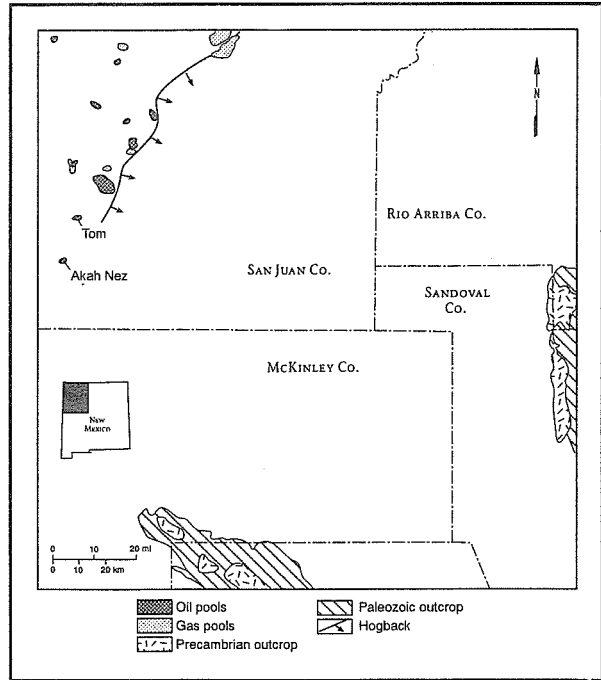 N
RIO ARRIBA CO.
Tom
SAN JUAN CO.
Akah Nez
SANDOVAL
CO.
MCKINLEY CO.
NEW
MEXICO
0 10 20 mi
0 10 20 km
Oil pools
Gas pools
Precambrian outcrop
Paleozoic outcrop
Hogback